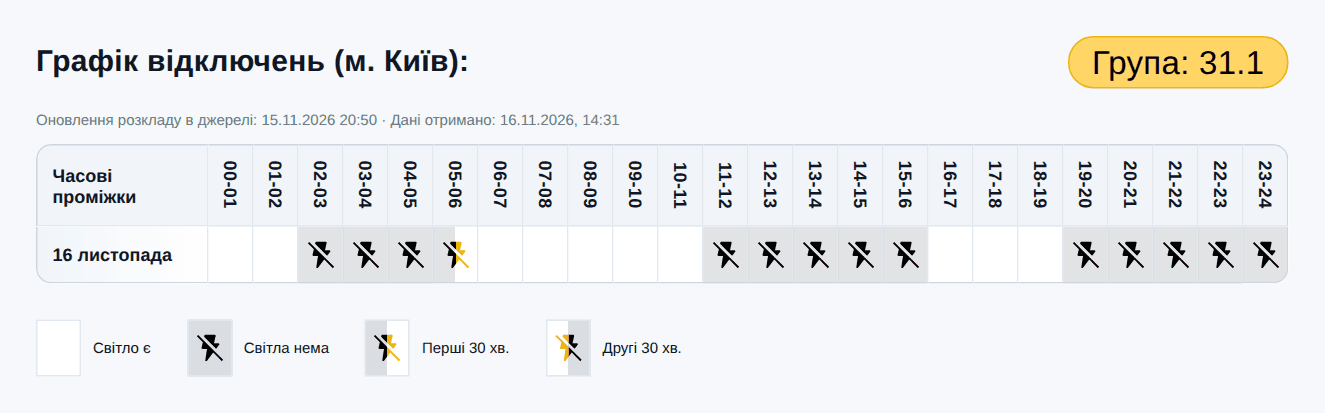 Графік відключень (м. Київ):
Група: 31.1
Оновлення розкладу в джерелі: 15.11.2026 20:50 · Дані отримано: 16.11.2026, 14:31
Часові
проміжки
00-01
01-02
02-03
03-04
04-05
05-06
06-07
07-08
08-09
09-10
10-11
11-12
12-13
13-14
14-15
15-16
16-17
17-18
18-19
19-20
20-21
21-22
22-23
23-24
16 листопада
Світло є
Світла нема
Перші 30 хв.
Другі 30 хв.